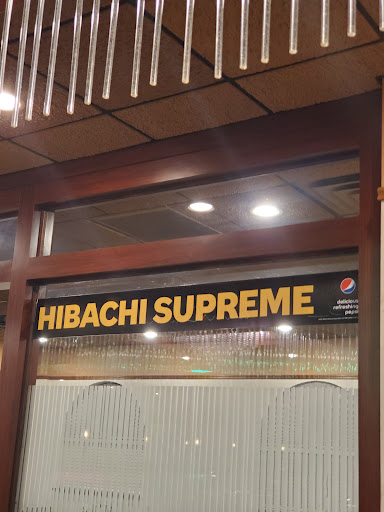 HIBACHI SUPREME
delicious.
refreshing.
pepsi